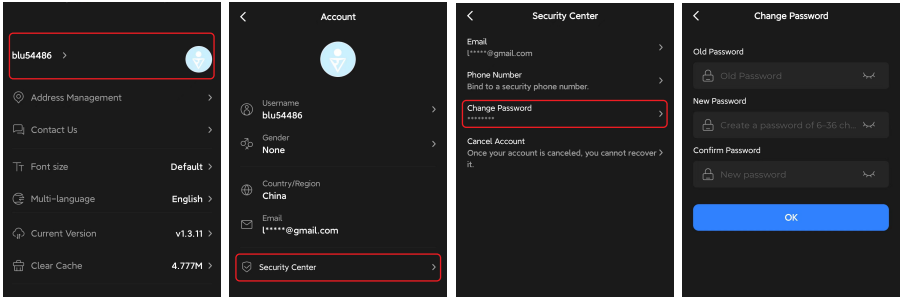 blu54486
Address Management
Contact Us
Font size Default
Multi-language English
Current Version v1.3.11
Clear Cache 4.777M
Account
Username
blu54486
Gender
None
Country/Region
China
Email
l*****@gmail.com
Security Center
Security Center
Email
l*****@gmail.com
Phone Number
Bind to a security phone number.
Change Password
********
Cancel Account
Once your account is canceled, you cannot recover
it.
Change Password
Old Password
Old Password
New Password
Create a password of 6-36 ch...
Confirm Password
New password
OK